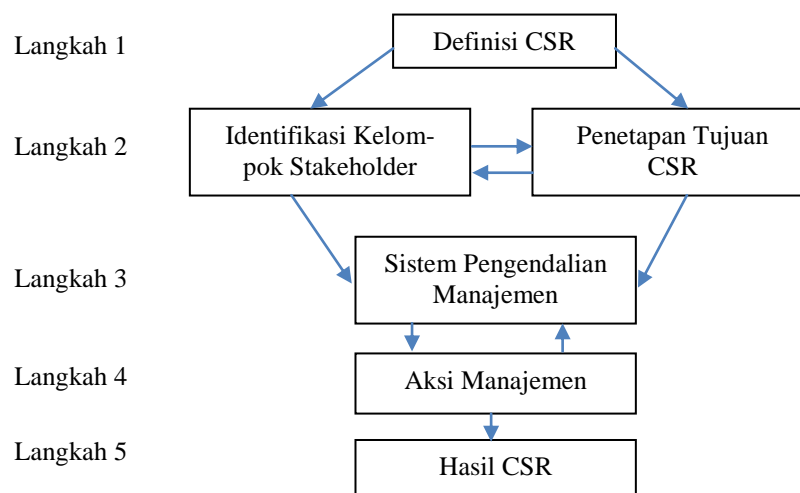 Langkah 1
Definisi CSR
Langkah 2
Identifikasi Kelom-
pok Stakeholder
Penetapan Tujuan
CSR
Langkah 3
Sistem Pengendalian
Manajemen
Langkah 4
Aksi Manajemen
Langkah 5
Hasil CSR